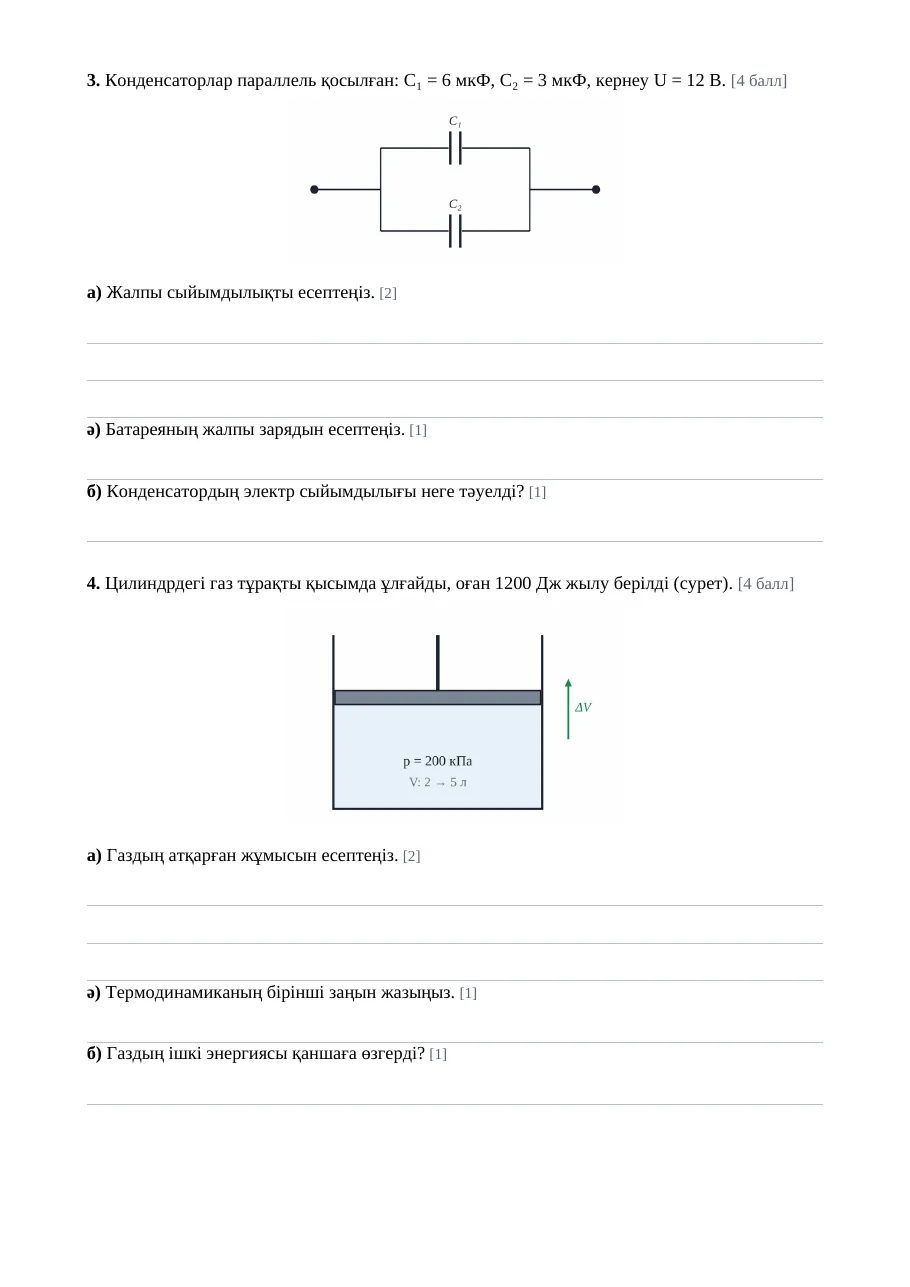 3. Конденсаторлар параллель қосылған: C₁ = 6 мкФ, C₂ = 3 мкФ, кернеу U = 12 В. [4 балл]
C₁
C₂
а) Жалпы сыйымдылықты есептеңіз. [2]
ә) Батареяның жалпы зарядын есептеңіз. [1]
б) Конденсатордың электр сыйымдылығы неге тәуелді? [1]
4. Цилиндрдегі газ тұрақты қысымда ұлғайды, оған 1200 Дж жылу берілді (сурет). [4 балл]
ΔV
p = 200 кПа
V: 2 → 5 л
а) Газдың атқарған жұмысын есептеңіз. [2]
ә) Термодинамиканың бірінші заңын жазыңыз. [1]
б) Газдың ішкі энергиясы қаншаға өзгерді? [1]